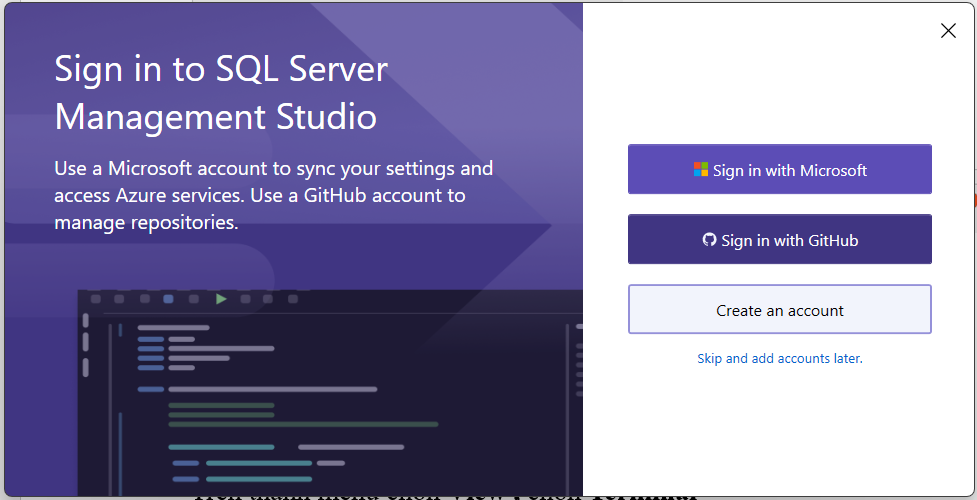 Sign in to SQL Server
Management Studio
Use a Microsoft account to sync your settings and
access Azure services. Use a GitHub account to
manage repositories.
Sign in with Microsoft
Sign in with GitHub
Create an account
Skip and add accounts later.